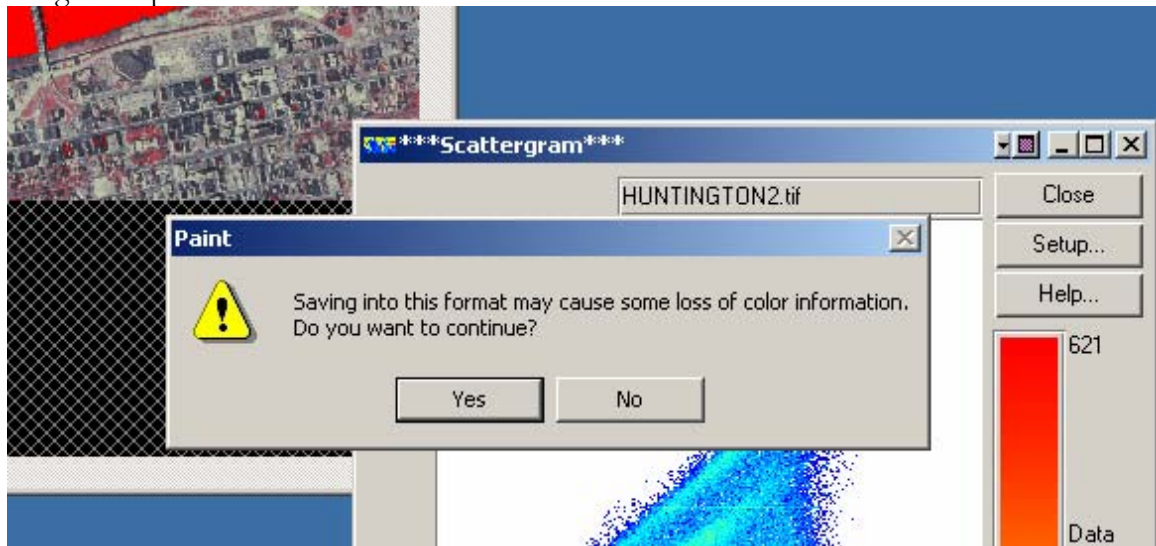 ***Scattergram***
HUNTINGTON2.tif
Close
Setup...
Help...
Paint
Saving into this format may cause some loss of color information.
Do you want to continue?
Yes
No
621
Data